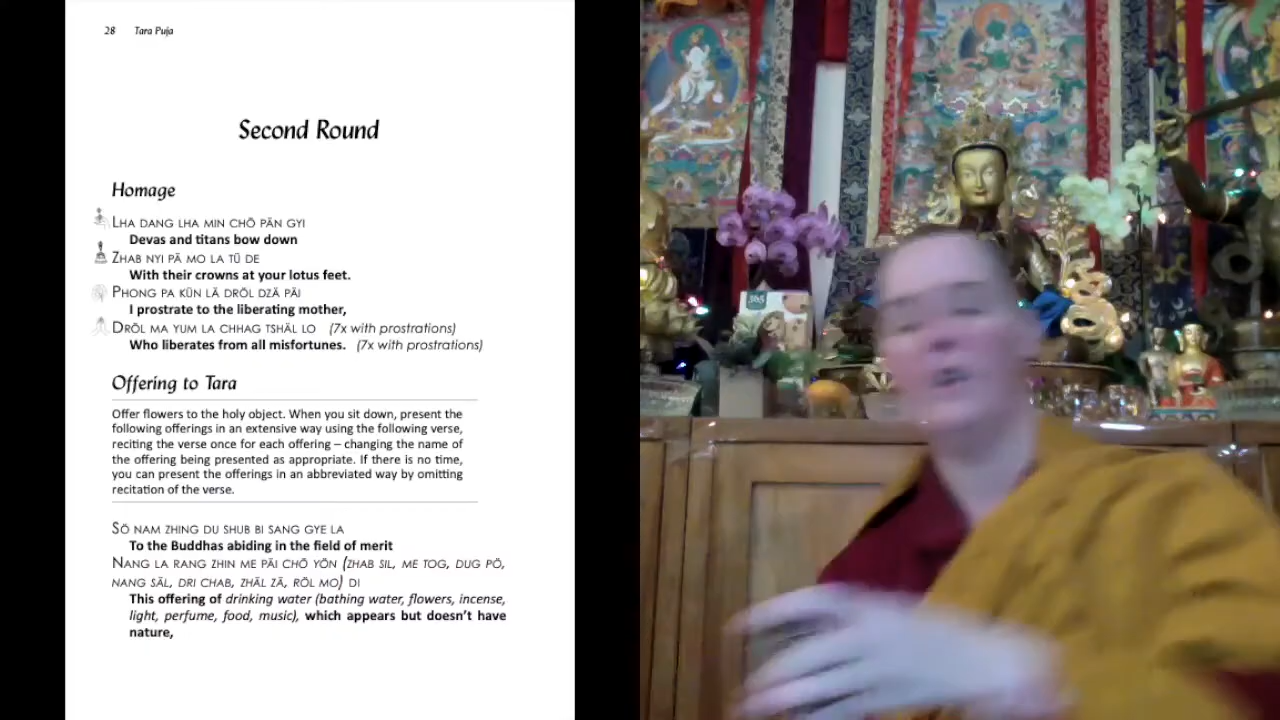 28 Tara Puja
Second Round
Homage
LHA DANG LHA MIN CHÖ PÄN GYI
Devas and titans bow down
ZHAB NYI PÄ MO LA TÜ DE
With their crowns at your lotus feet.
PHONG PA KÜN LÄ DRÖL DZÄ PÄI
I prostrate to the liberating mother,
DRÖL MA YUM LA CHHAG TSHÄL LO (7x with prostrations)
Who liberates from all misfortunes. (7x with prostrations)
Offering to Tara
Offer flowers to the holy object. When you sit down, present the
following offerings in an extensive way using the following verse,
reciting the verse once for each offering – changing the name of
the offering being presented as appropriate. If there is no time,
you can present the offerings in an abbreviated way by omitting
recitation of the verse.
SÖ NAM ZHING DU SHUB BI SANG GYE LA
To the Buddhas abiding in the field of merit
NANG LA RANG ZHIN ME PÄI CHÖ YÖN (ZHAB SIL, ME TOG, DUG PÖ,
NANG SÄL, DRI CHAB, ZHÄL ZÄ, RÖL MO) DI
This offering of drinking water (bathing water, flowers, incense,
light, perfume, food, music), which appears but doesn't have
nature,
365